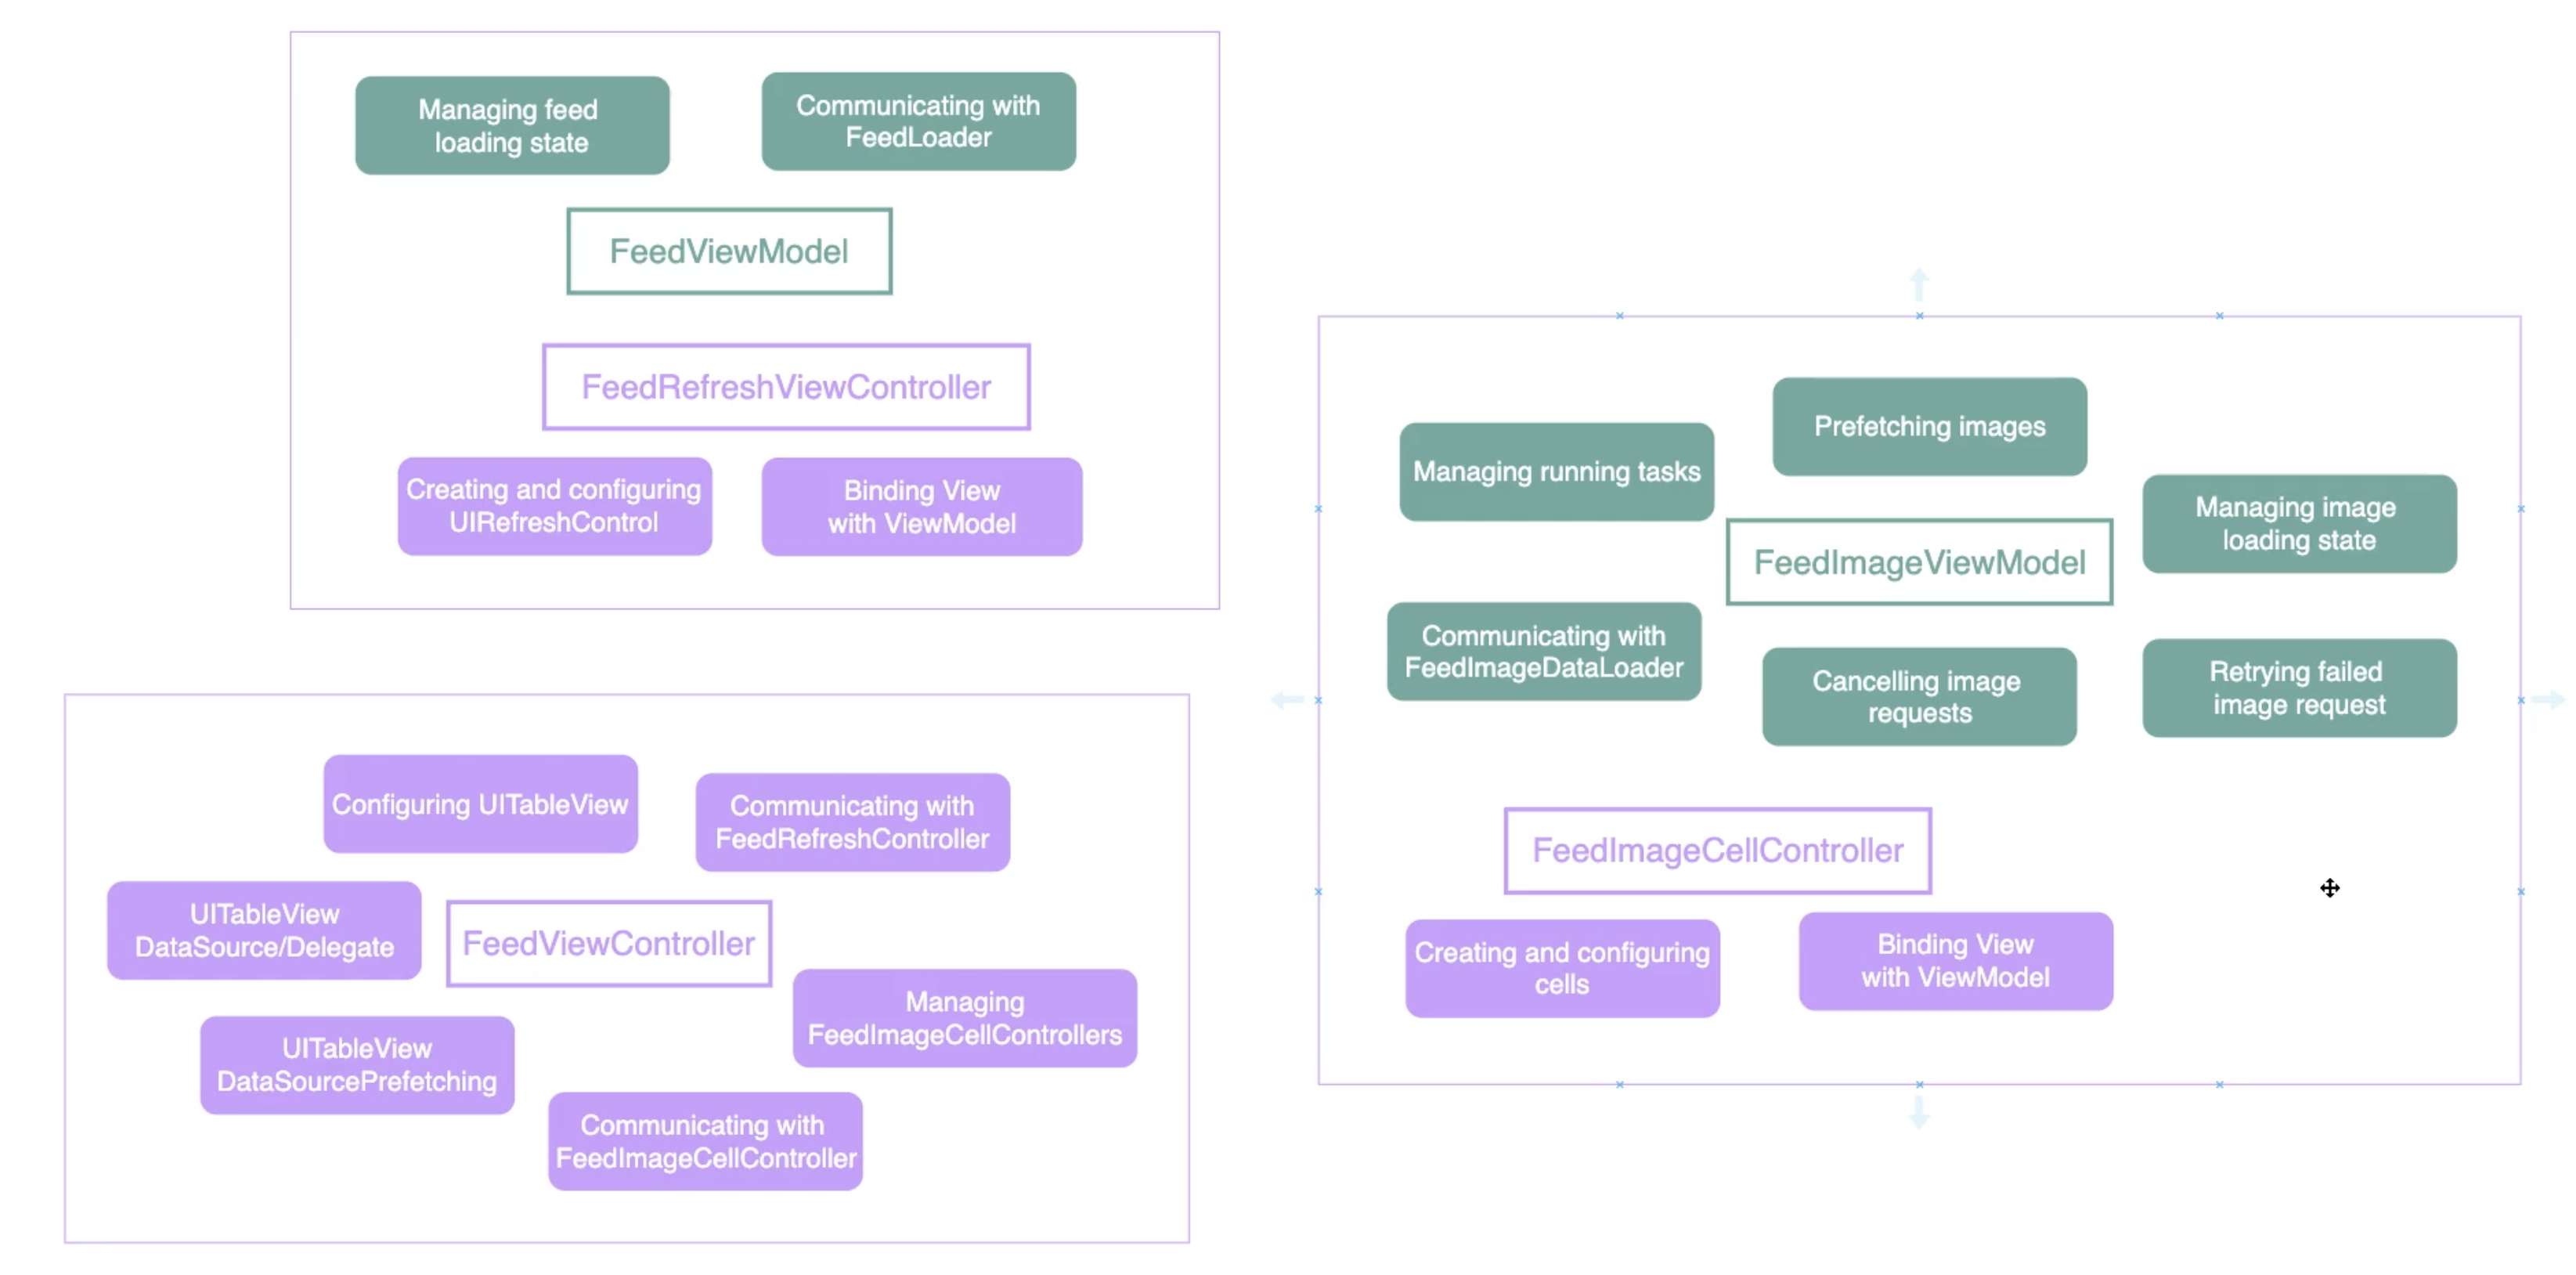 Managing feed
loading state
Communicating with
FeedLoader
FeedViewModel
FeedRefreshViewController
Creating and configuring
UIRefreshControl
Binding View
with ViewModel
Configuring UITableView
Communicating with
FeedRefreshController
UITableView
DataSource/Delegate
FeedViewController
Managing
FeedImageCellControllers
UITableView
DataSourcePrefetching
Communicating with
FeedImageCellController
Prefetching images
Managing running tasks
Managing image
loading state
FeedImageViewModel
Communicating with
FeedImageDataLoader
Cancelling image
requests
Retrying failed
image request
FeedImageCellController
Creating and configuring
cells
Binding View
with ViewModel